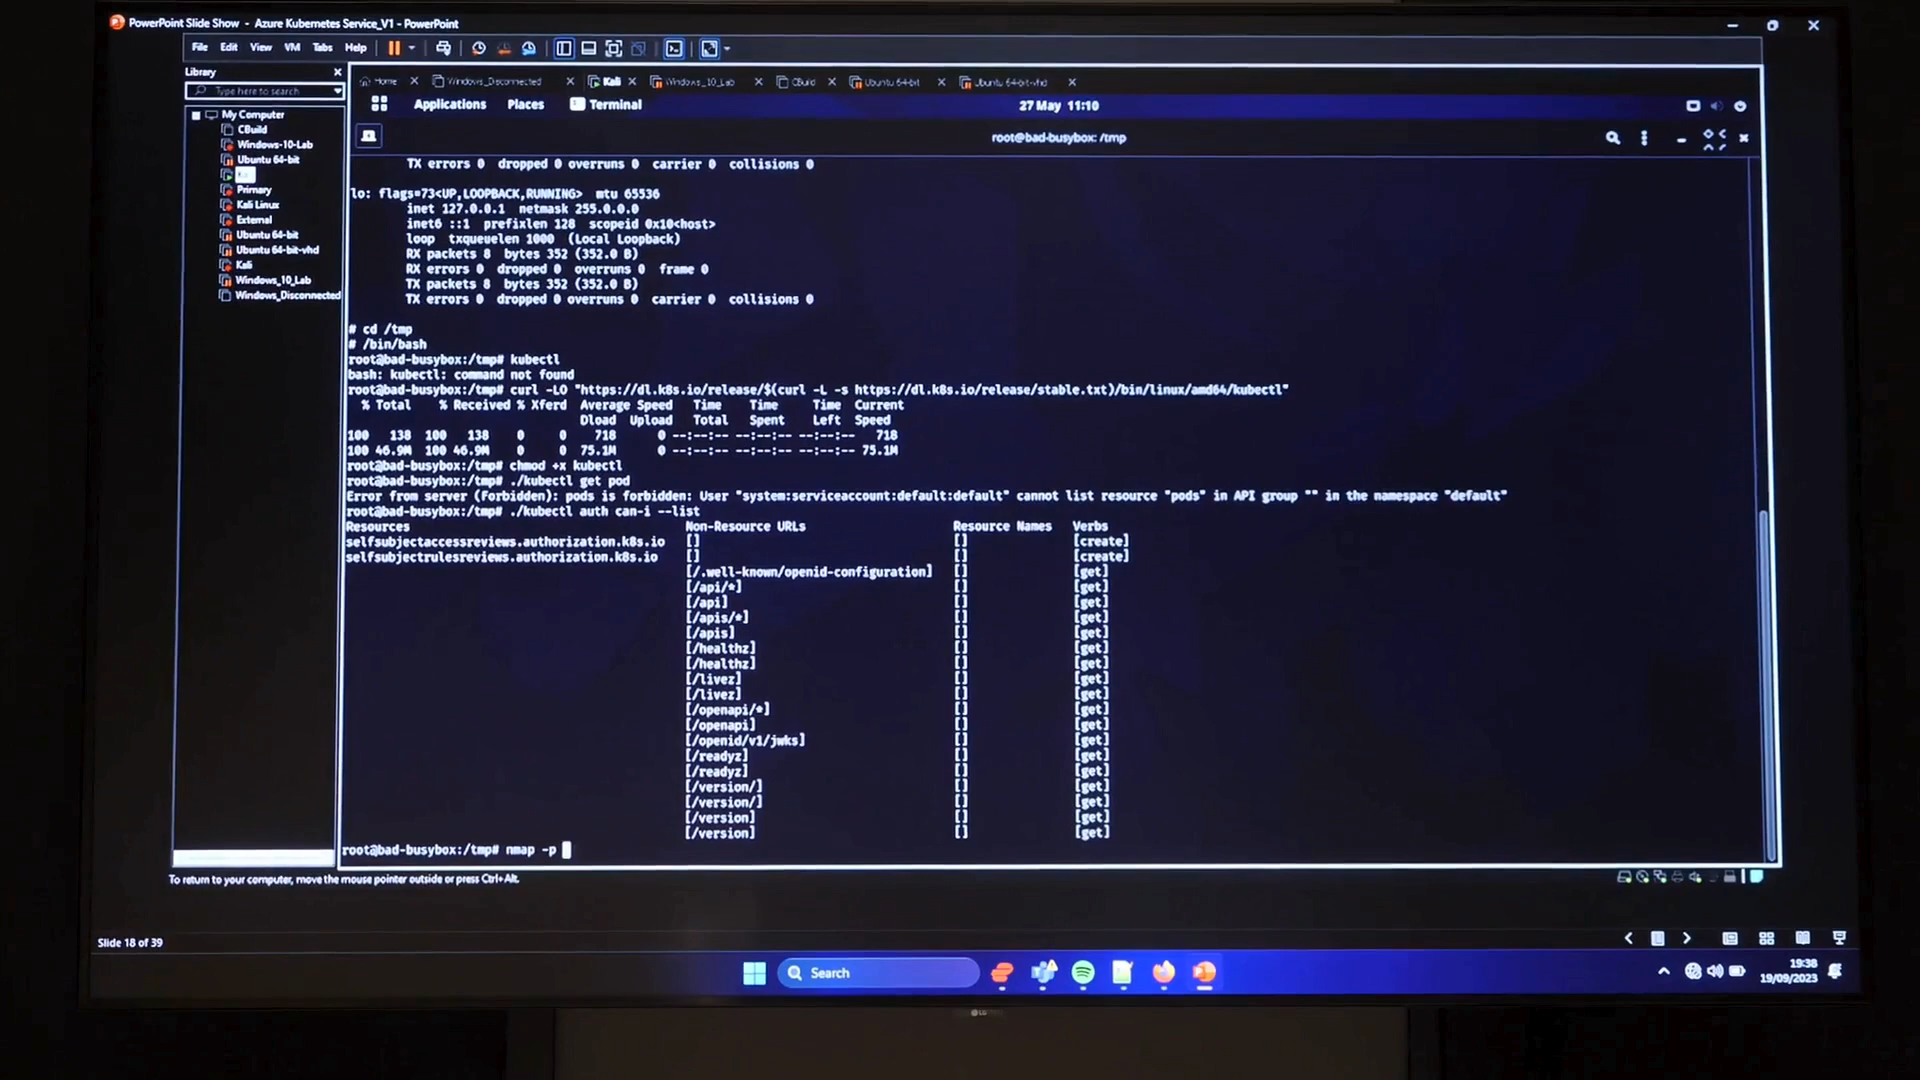 PowerPoint Slide Show - Azure Kubernetes Service_V1 - PowerPoint
File Edit View VM Tabs Help
Library
Type here to search
My Computer
CBuild
Windows-10-Lab
Ubuntu 64-bit
Primary
Kali Linux
External
Ubuntu 64-bit
Ubuntu 64-bit-vhd
Kali
Windows_10_Lab
Windows_Disconnected
Home Windows_Disconnected Kali Windows_10_Lab CBuild Ubuntu 64-bit Ubuntu 64-bit-vhd
Applications Places Terminal 27 May 11:10
root@bad-busybox: /tmp
TX errors 0 dropped 0 overruns 0 carrier 0 collisions 0
lo: flags=73<UP,LOOPBACK,RUNNING> mtu 65536
inet 127.0.0.1 netmask 255.0.0.0
inet6 ::1 prefixlen 128 scopeid 0x10<host>
loop txqueuelen 1000 (Local Loopback)
RX packets 8 bytes 352 (352.0 B)
RX errors 0 dropped 0 overruns 0 frame 0
TX packets 8 bytes 352 (352.0 B)
TX errors 0 dropped 0 overruns 0 carrier 0 collisions 0
# cd /tmp
# /bin/bash
root@bad-busybox:/tmp# kubectl
bash: kubectl: command not found
root@bad-busybox:/tmp# curl -LO "https://dl.k8s.io/release/$(curl -L -s https://dl.k8s.io/release/stable.txt)/bin/linux/amd64/kubectl"
% Total % Received % Xferd Average Speed Time Time Time Current
Dload Upload Total Spent Left Speed
100 138 100 138 0 0 718 0 --:--:-- --:--:-- --:--:-- 718
100 46.9M 100 46.9M 0 0 75.1M 0 --:--:-- --:--:-- --:--:-- 75.1M
root@bad-busybox:/tmp# chmod +x kubectl
root@bad-busybox:/tmp# ./kubectl get pod
Error from server (Forbidden): pods is forbidden: User "system:serviceaccount:default:default" cannot list resource "pods" in API group "" in the namespace "default"
root@bad-busybox:/tmp# ./kubectl auth can-i --list
Resources Non-Resource URLs Resource Names Verbs
selfsubjectaccessreviews.authorization.k8s.io [] [] [create]
selfsubjectrulesreviews.authorization.k8s.io [] [] [create]
[/.well-known/openid-configuration] [] [get]
[/api/*] [] [get]
[/api] [] [get]
[/apis/*] [] [get]
[/apis] [] [get]
[/healthz] [] [get]
[/healthz] [] [get]
[/livez] [] [get]
[/livez] [] [get]
[/openapi/*] [] [get]
[/openapi] [] [get]
[/openid/v1/jwks] [] [get]
[/readyz] [] [get]
[/readyz] [] [get]
[/version/] [] [get]
[/version/] [] [get]
[/version] [] [get]
[/version] [] [get]
root@bad-busybox:/tmp# nmap -p
To return to your computer, move the mouse pointer outside or press Ctrl+Alt.
Slide 18 of 39
Search
19:38
19/09/2023
LG